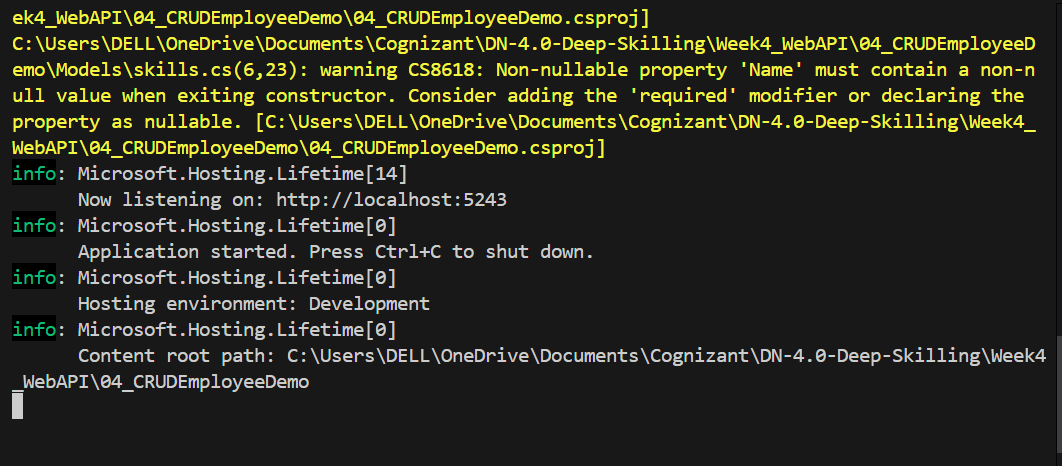 ek4_WebAPI\04_CRUDEmployeeDemo\04_CRUDEmployeeDemo.csproj]
C:\Users\DELL\OneDrive\Documents\Cognizant\DN-4.0-Deep-Skilling\Week4_WebAPI\04_CRUDEmployeeD
emo\Models\skills.cs(6,23): warning CS8618: Non-nullable property 'Name' must contain a non-n
ull value when exiting constructor. Consider adding the 'required' modifier or declaring the
property as nullable. [C:\Users\DELL\OneDrive\Documents\Cognizant\DN-4.0-Deep-Skilling\Week4_
WebAPI\04_CRUDEmployeeDemo\04_CRUDEmployeeDemo.csproj]
info: Microsoft.Hosting.Lifetime[14]
      Now listening on: http://localhost:5243
info: Microsoft.Hosting.Lifetime[0]
      Application started. Press Ctrl+C to shut down.
info: Microsoft.Hosting.Lifetime[0]
      Hosting environment: Development
info: Microsoft.Hosting.Lifetime[0]
      Content root path: C:\Users\DELL\OneDrive\Documents\Cognizant\DN-4.0-Deep-Skilling\Week4
_WebAPI\04_CRUDEmployeeDemo